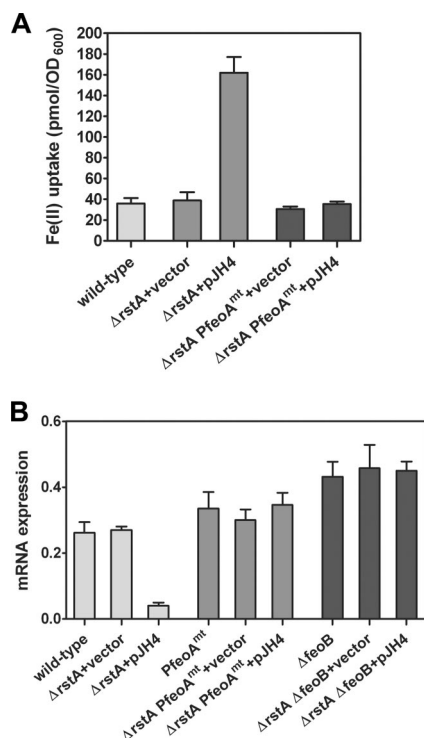 A
Fe(II) uptake (pmol/OD600)
200
180
160
140
120
100
80
60
40
20
0
wild-type
ΔrstA+vector
ΔrstA+pJH4
ΔrstA PfeoAmt+vector
ΔrstA PfeoAmt+pJH4
B
mRNA expression
0.6
0.4
0.2
0.0
wild-type
ΔrstA+vector
ΔrstA+pJH4
PfeoAmt
ΔrstA PfeoAmt+vector
ΔrstA PfeoAmt+pJH4
ΔfeoB
ΔrstA ΔfeoB+vector
ΔrstA ΔfeoB+pJH4